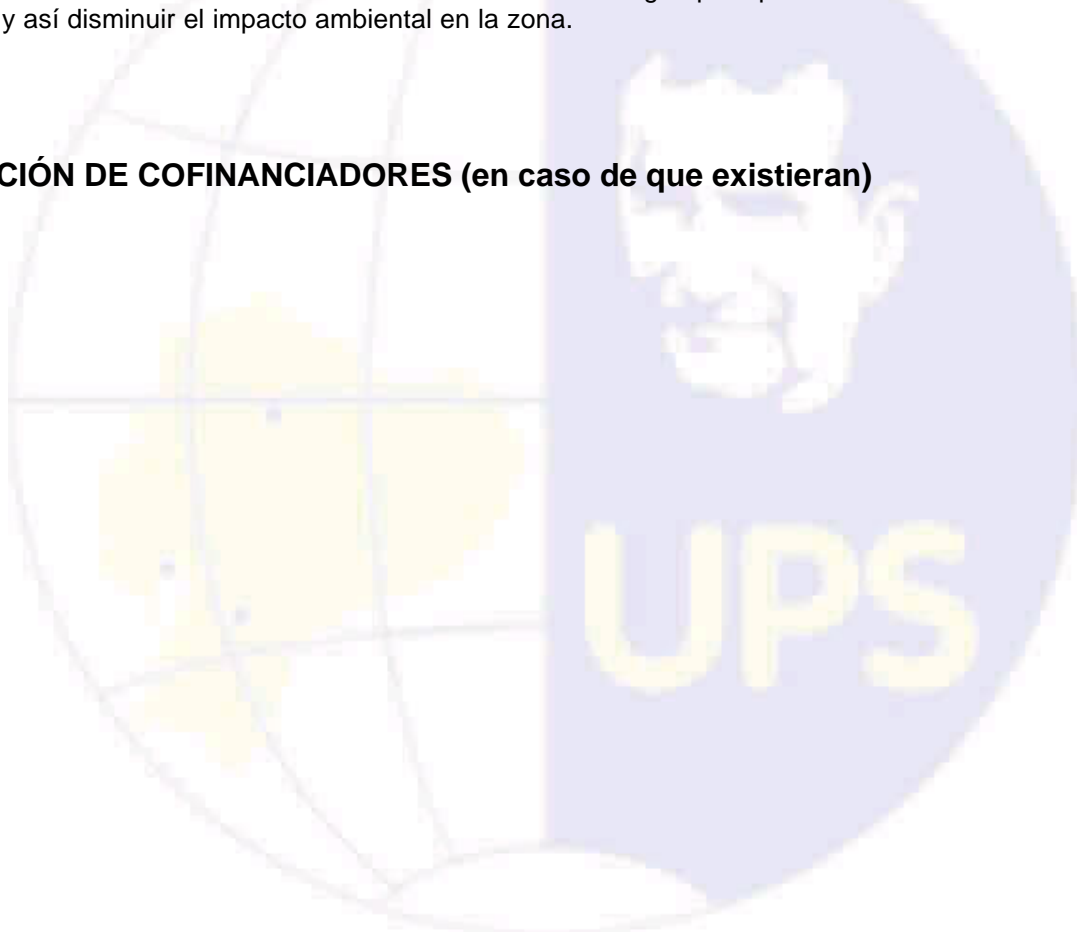 y así disminuir el impacto ambiental en la zona.
CIÓN DE COFINANCIADORES (en caso de que existieran)
UPS